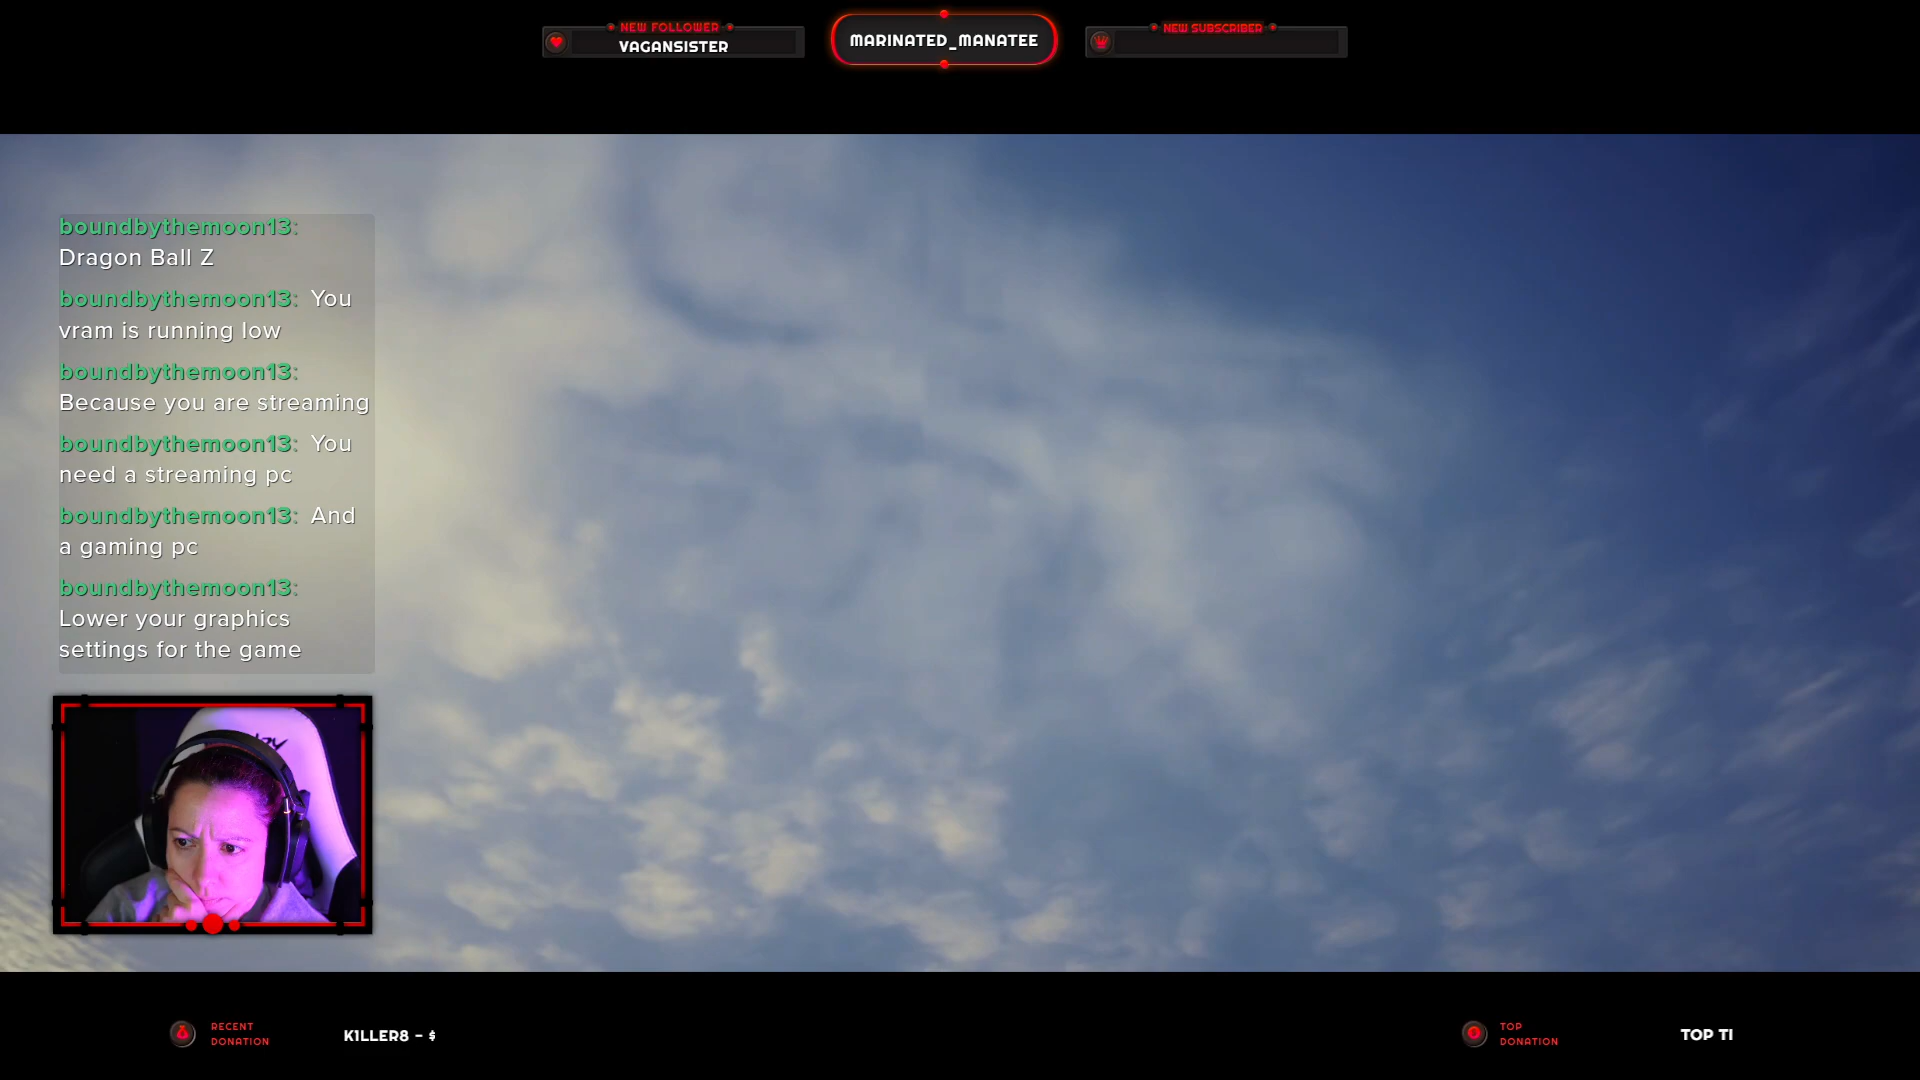 NEW FOLLOWER
VAGANSISTER
MARINATED_MANATEE
NEW SUBSCRIBER
boundbythemoon13:
Dragon Ball Z
boundbythemoon13: You
vram is running low
boundbythemoon13:
Because you are streaming
boundbythemoon13: You
need a streaming pc
boundbythemoon13: And
a gaming pc
boundbythemoon13:
Lower your graphics
settings for the game
RECENT
DONATION
K1LLER8 - $
TOP
DONATION
TOP TI